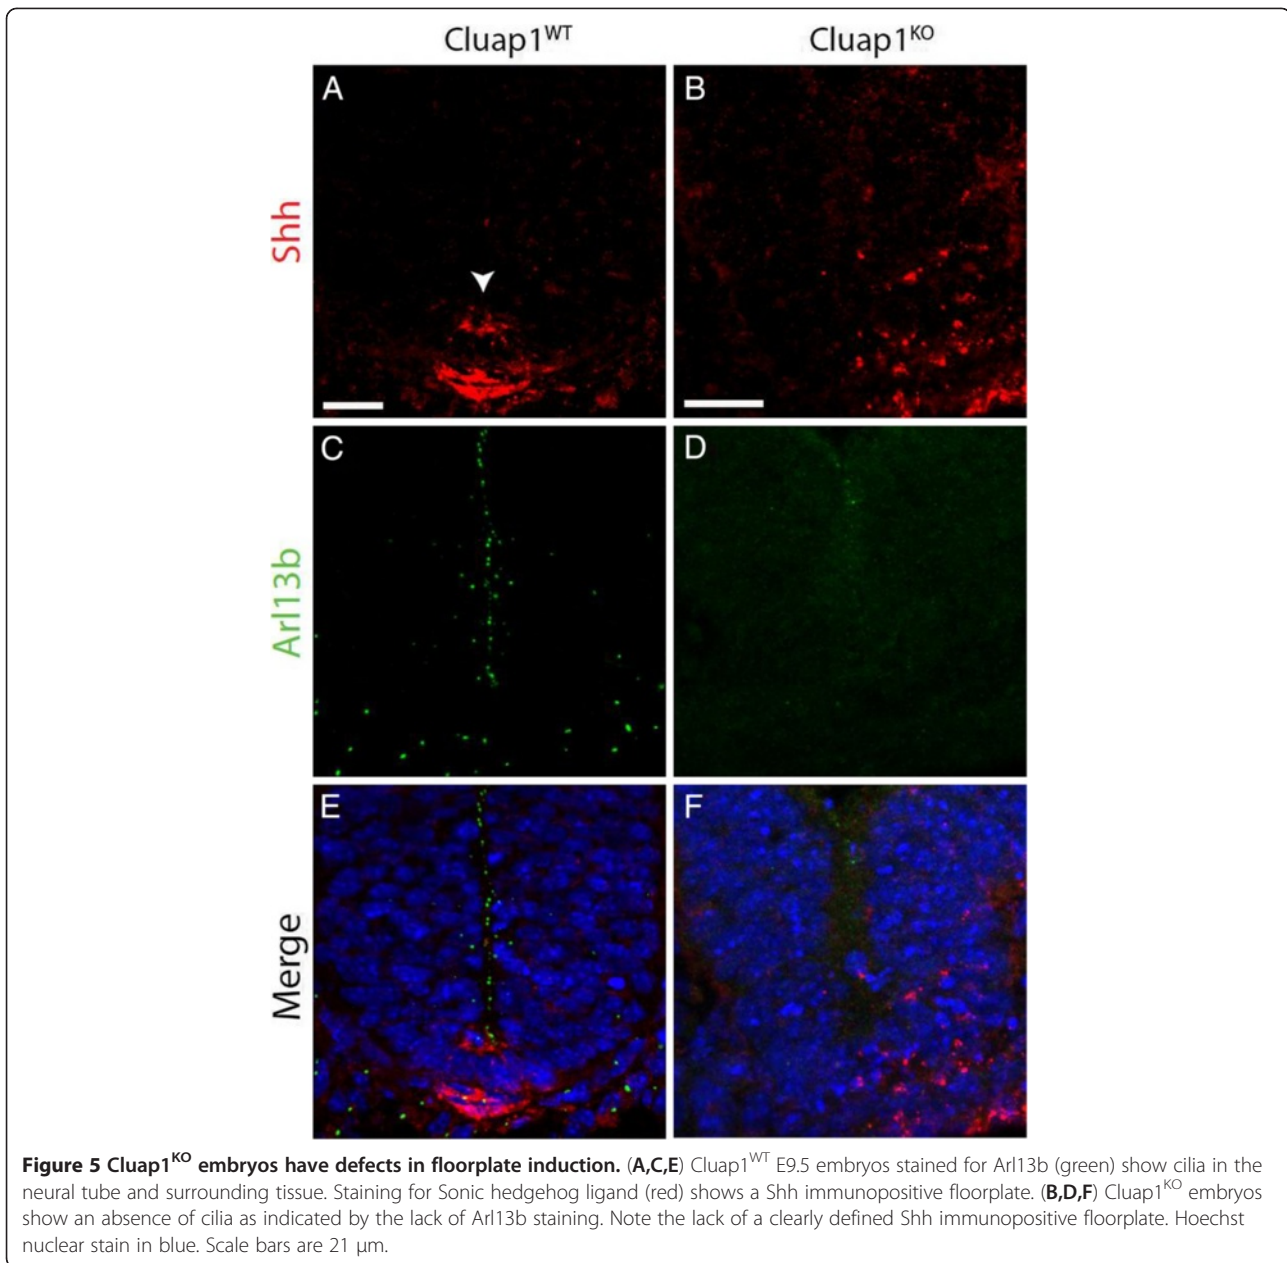 Cluap1WT
Cluap1KO
A
B
Shh
C
D
Arl13b
E
F
Merge
Figure 5 Cluap1KO embryos have defects in floorplate induction. (A,C,E) Cluap1WT E9.5 embryos stained for Arl13b (green) show cilia in the
neural tube and surrounding tissue. Staining for Sonic hedgehog ligand (red) shows a Shh immunopositive floorplate. (B,D,F) Cluap1KO embryos
show an absence of cilia as indicated by the lack of Arl13b staining. Note the lack of a clearly defined Shh immunopositive floorplate. Hoechst
nuclear stain in blue. Scale bars are 21 μm.